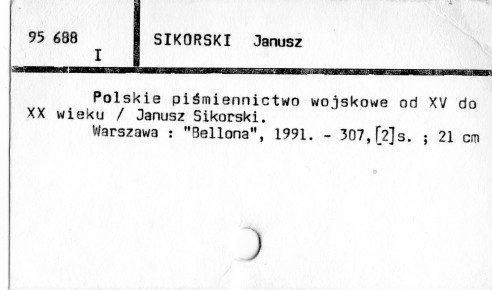 95 688
I
SIKORSKI Janusz
Polskie piśmiennictwo wojskowe od XV do
XX wieku / Janusz Sikorski.
Warszawa : "Bellona", 1991. - 307,[2]s. ; 21 cm